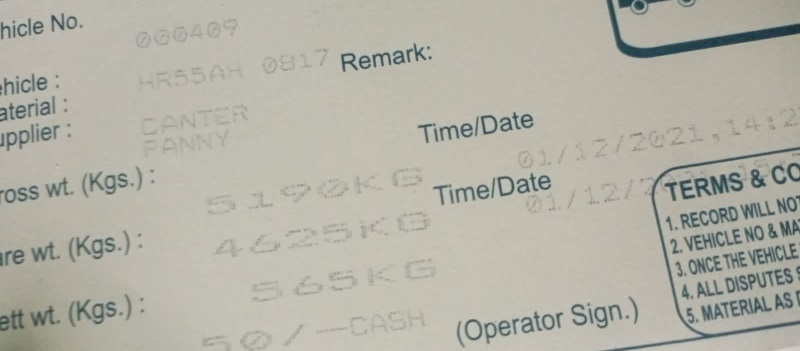 hicle No.
000409
ehicle :
HR55AH 0817
Remark:
aterial :
CANTER
upplier :
PANNY
Time/Date
01/12/2021,14:2
ross wt. (Kgs.) :
5190KG
Time/Date
01/12/2
are wt. (Kgs.) :
4625KG
ett wt. (Kgs.) :
565KG
50/-CASH
(Operator Sign.)
TERMS & CO
1. RECORD WILL NOT
2. VEHICLE NO & MA
3. ONCE THE VEHICLE
4. ALL DISPUTES S
5. MATERIAL AS